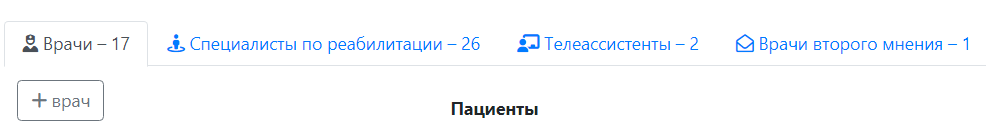 Врачи – 17 Специалисты по реабилитации – 26 Телеассистенты – 2 Врачи второго мнения – 1
+ врач
Пациенты